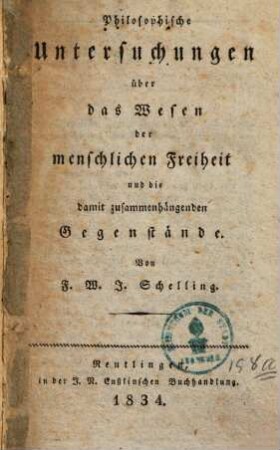 Philosophische
Untersuchungen
über
das Wesen
der
menschlichen Freiheit
und die
damit zusammenhängenden
Gegenstände.
Von
F. W. J. Schelling.
198a
Reutlingen,
in der J. N. Enßlinschen Buchhandlung.
1834.